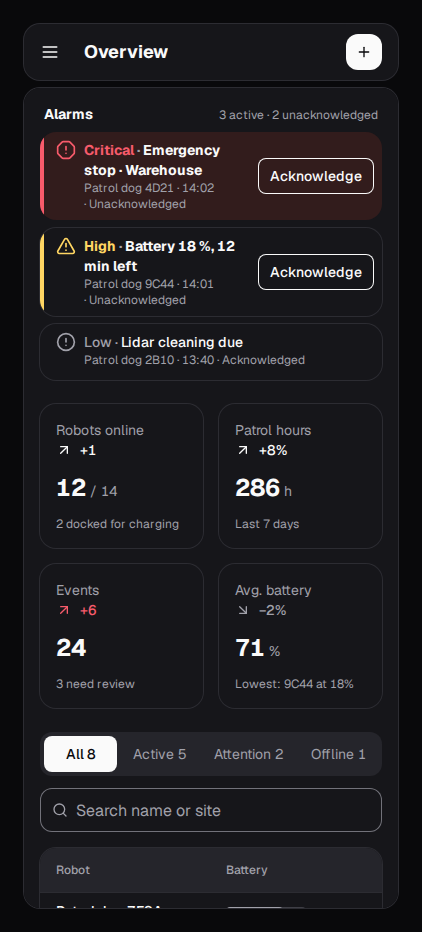 Overview
Alarms
3 active · 2 unacknowledged
Critical · Emergency
stop · Warehouse
Patrol dog 4D21 · 14:02
· Unacknowledged
Acknowledge
High · Battery 18 %, 12
min left
Patrol dog 9C44 · 14:01
· Unacknowledged
Acknowledge
Low · Lidar cleaning due
Patrol dog 2B10 · 13:40 · Acknowledged
Robots online
+1
12 / 14
2 docked for charging
Patrol hours
+8%
286 h
Last 7 days
Events
+6
24
3 need review
Avg. battery
−2%
71 %
Lowest: 9C44 at 18%
All 8
Active 5
Attention 2
Offline 1
Search name or site
Robot
Battery